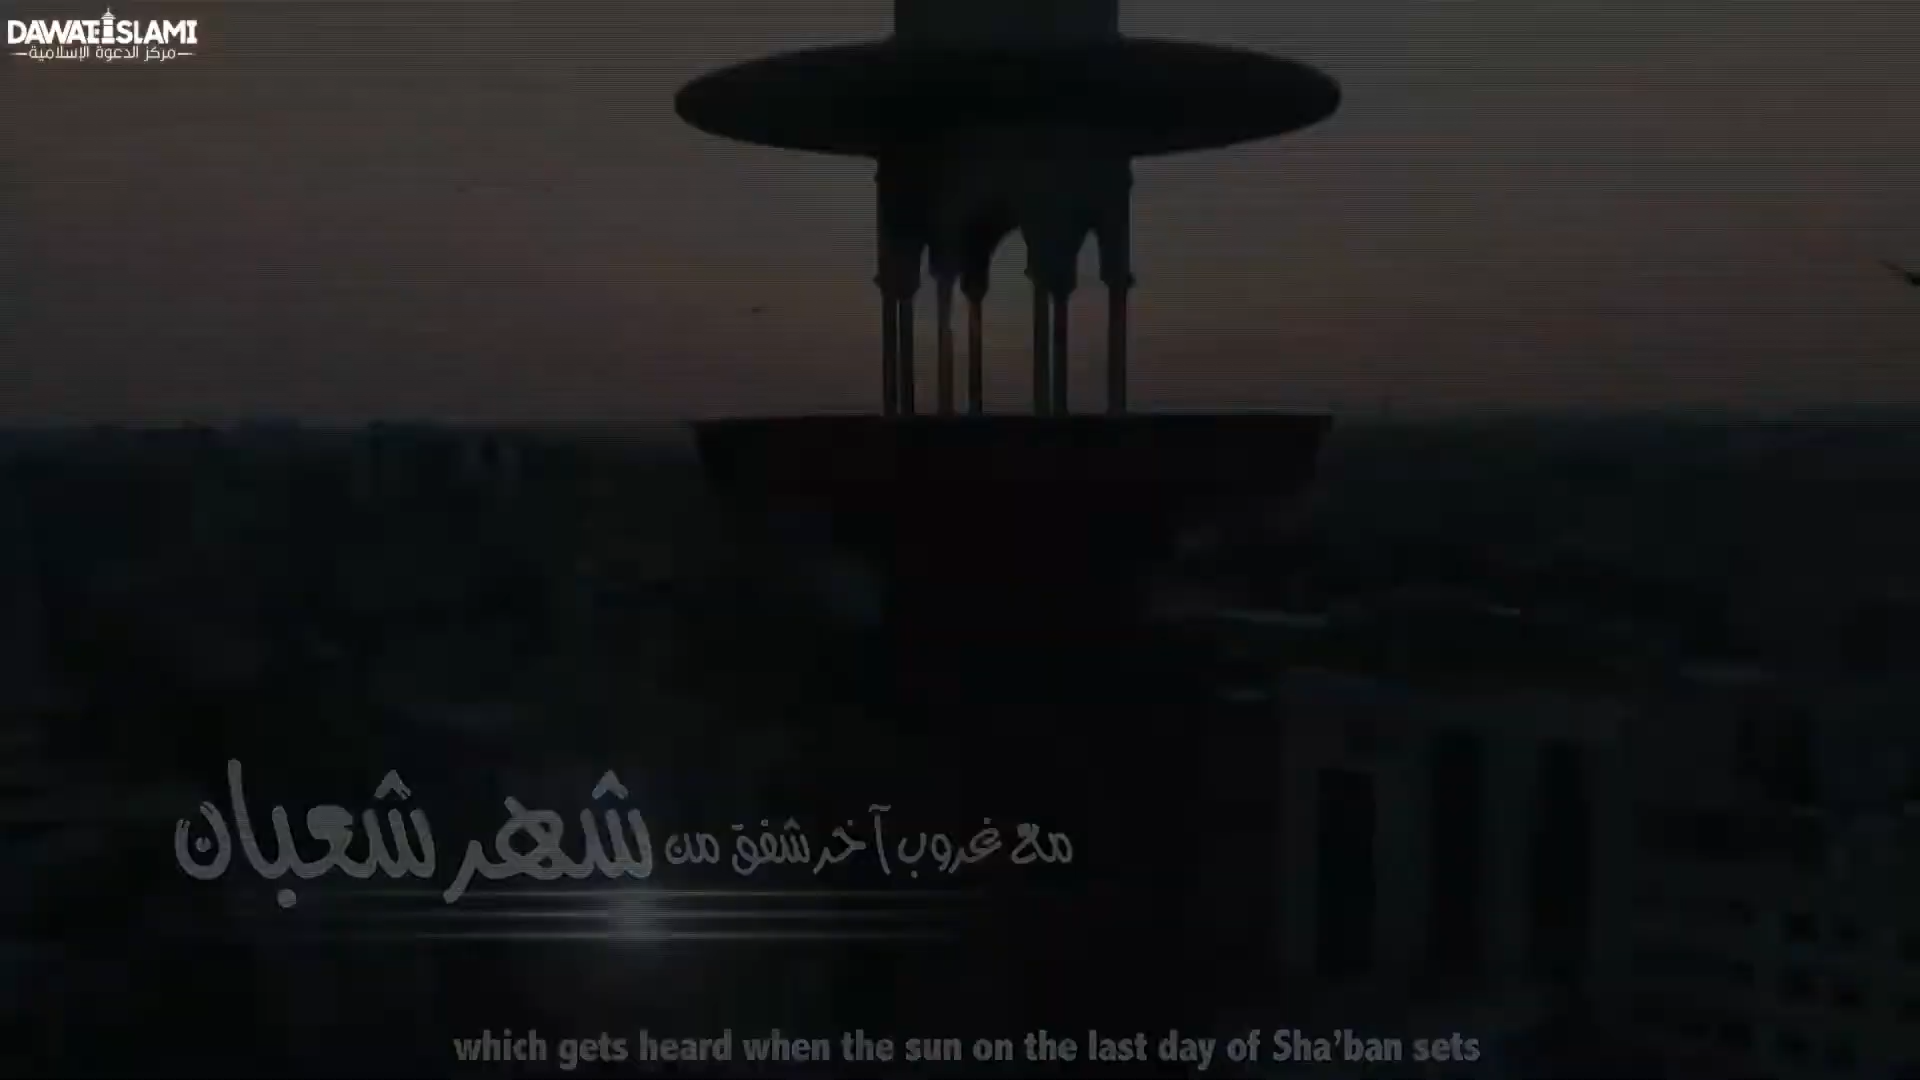 DAWATEISLAMI
مركز الدعوة الإسلامية
مع غروب آخر شفق من شهر شعبان
which gets heard when the sun on the last day of Sha'ban sets